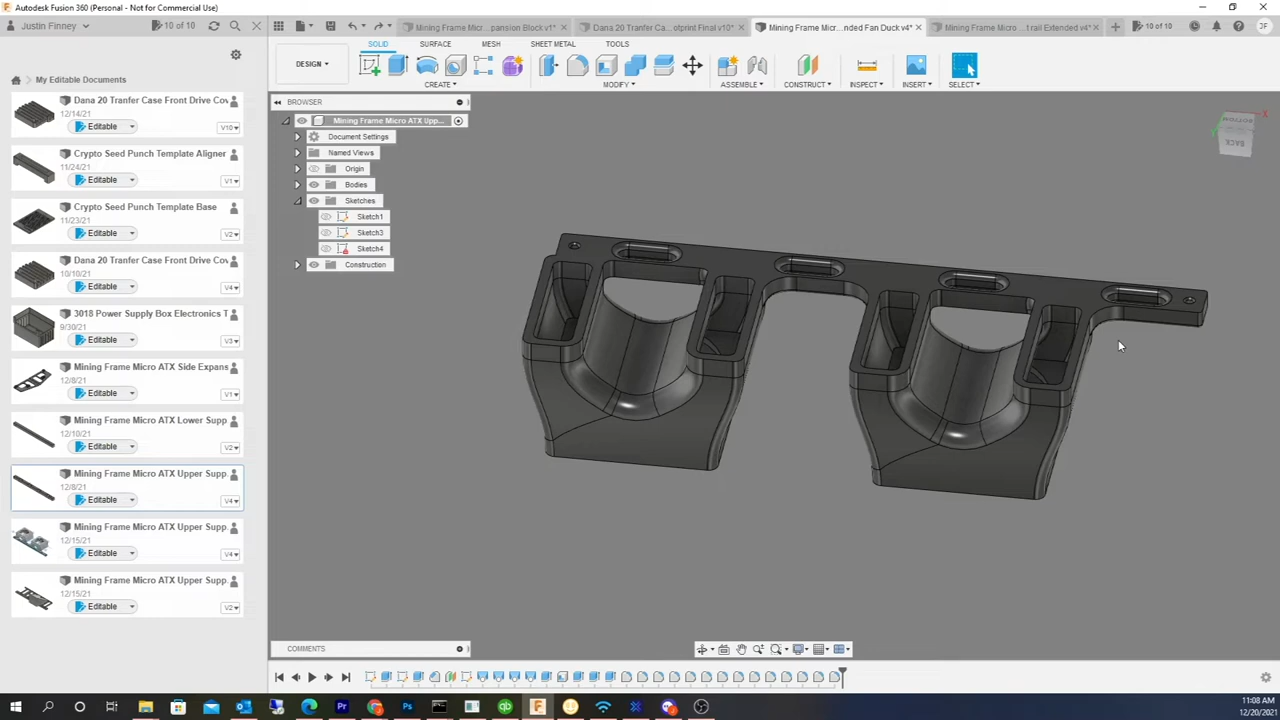 Autodesk Fusion 360 (Personal - Not for Commercial Use)
Justin Finney
10 of 10
Mining Frame Micr...pansion Block v1*
Dana 20 Tranfer Ca...otprint Final v10*
Mining Frame Micro...nded Fan Duck v4*
Mining Frame Micro...t rail Extended v4*
10 of 10
JF
SOLID
SURFACE
MESH
SHEET METAL
TOOLS
DESIGN
CREATE
MODIFY
ASSEMBLE
CONSTRUCT
INSPECT
INSERT
SELECT
My Editable Documents
Dana 20 Tranfer Case Front Drive Cov
12/14/21
Editable
V10
Crypto Seed Punch Template Aligner
11/24/21
Editable
V1
Crypto Seed Punch Template Base
11/23/21
Editable
V2
Dana 20 Tranfer Case Front Drive Cov
10/10/21
Editable
V4
3018 Power Supply Box Electronics T
9/30/21
Editable
V3
Mining Frame Micro ATX Side Expans
12/8/21
Editable
V1
Mining Frame Micro ATX Lower Supp
12/10/21
Editable
V2
Mining Frame Micro ATX Upper Supp
12/8/21
Editable
V4
Mining Frame Micro ATX Upper Supp
12/15/21
Editable
V4
Mining Frame Micro ATX Upper Supp
12/15/21
Editable
V2
BROWSER
Mining Frame Micro ATX Upp...
Document Settings
Named Views
Origin
Bodies
Sketches
Sketch1
Sketch3
Sketch4
Construction
BOTTOM
BACK
X
Y
COMMENTS
11:08 AM
12/20/2021